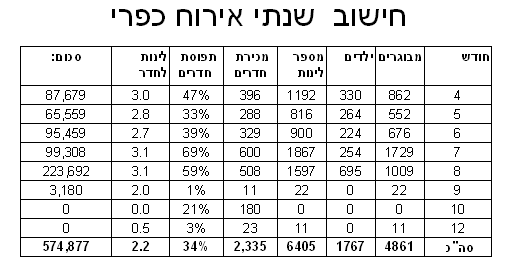 חישוב שנתי אירוח כפרי
חודש מבוגרים ילדים מספר לינות מכירת חדרים תפוסת חדרים לינות לחדר סכום:
4 862 330 1192 396 47% 3.0 87,679
5 552 264 816 288 33% 2.8 65,559
6 676 224 900 329 39% 2.7 95,459
7 1729 254 1867 600 69% 3.1 99,308
8 1009 695 1597 508 59% 3.1 223,692
9 22 0 22 11 1% 2.0 3,180
10 0 0 0 180 21% 0.0 0
12 11 0 11 23 3% 0.5 0
סה"כ 4861 1767 6405 2,335 34% 2.2 574,877